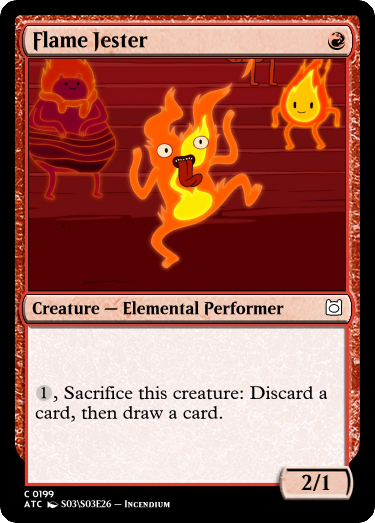 Flame Jester
Creature — Elemental Performer
1, Sacrifice this creature: Discard a
card, then draw a card.
2/1
C 0199
ATC S03\S03E26 — Incendium